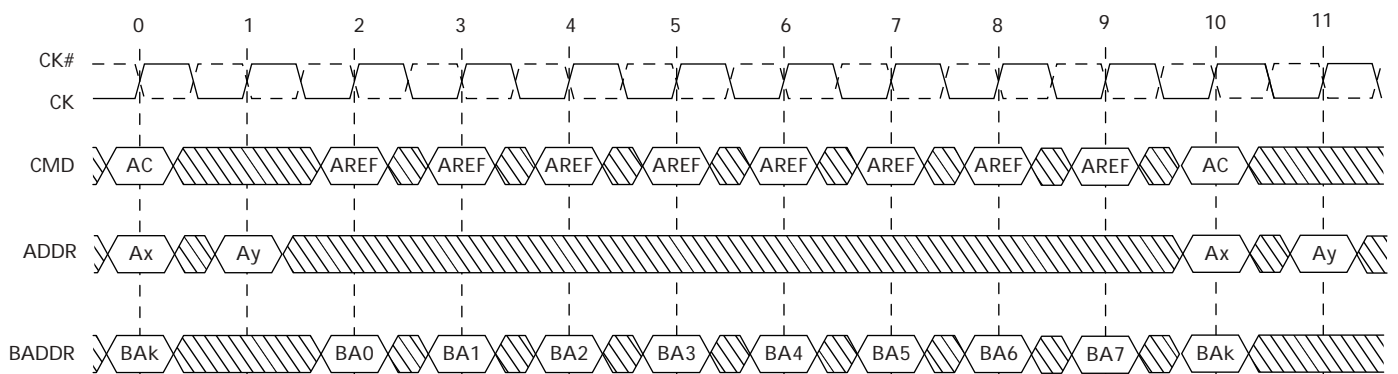 0 1 2 3 4 5 6 7 8 9 10 11
CK#
CK
CMD AC AREF AREF AREF AREF AREF AREF AREF AREF AC
ADDR Ax Ay Ax Ay
BADDR BAk BA0 BA1 BA2 BA3 BA4 BA5 BA6 BA7 BAk